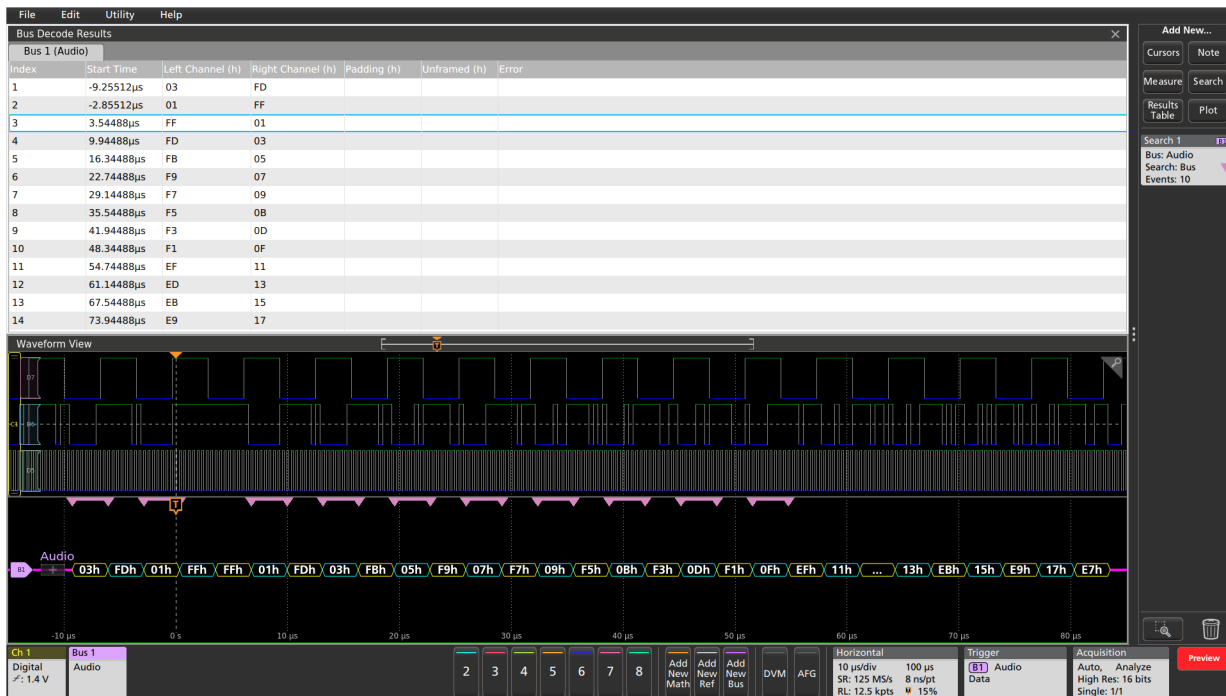 File Edit Utility Help
Add New...
Bus Decode Results
Cursors Note
Bus 1 (Audio)
Index Start Time Left Channel (h) Right Channel (h) Padding (h) Unframed (h) Error
1 -9.25512µs 03 FD
2 -2.85512µs 01 FF
3 3.54488µs FF 01
4 9.94488µs FD 03
5 16.34488µs FB 05
6 22.74488µs F9 07
7 29.14488µs F7 09
8 35.54488µs F5 0B
9 41.94488µs F3 0D
10 48.34488µs F1 0F
11 54.74488µs EF 11
12 61.14488µs ED 13
13 67.54488µs EB 15
14 73.94488µs E9 17
Measure Search
Results Table Plot
Search 1 B1
Bus: Audio
Search: Bus
Events: 10
Waveform View
D7
C1 D6
D5
T
Audio
B1 + 03h FDh 01h FFh FFh 01h FDh 03h FBh 05h F9h 07h F7h 09h F5h 0Bh F3h 0Dh F1h 0Fh EFh 11h ... 13h EBh 15h E9h 17h E7h
-10 µs 0 s 10 µs 20 µs 30 µs 40 µs 50 µs 60 µs 70 µs 80 µs
Ch 1
Digital
: 1.4 V
Bus 1
Audio
2 3 4 5 6 7 8
Add New Math
Add New Ref
Add New Bus
DVM AFG
Horizontal
10 µs/div 100 µs
SR: 125 MS/s 8 ns/pt
RL: 12.5 kpts 15%
Trigger
B1 Audio
Data
Acquisition
Auto, Analyze
High Res: 16 bits
Single: 1/1
Preview